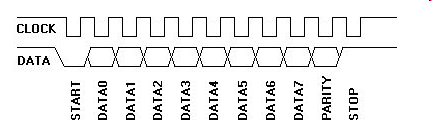 CLOCK
DATA
START
DATA0
DATA1
DATA2
DATA3
DATA4
DATA5
DATA6
DATA7
PARITY
STOP